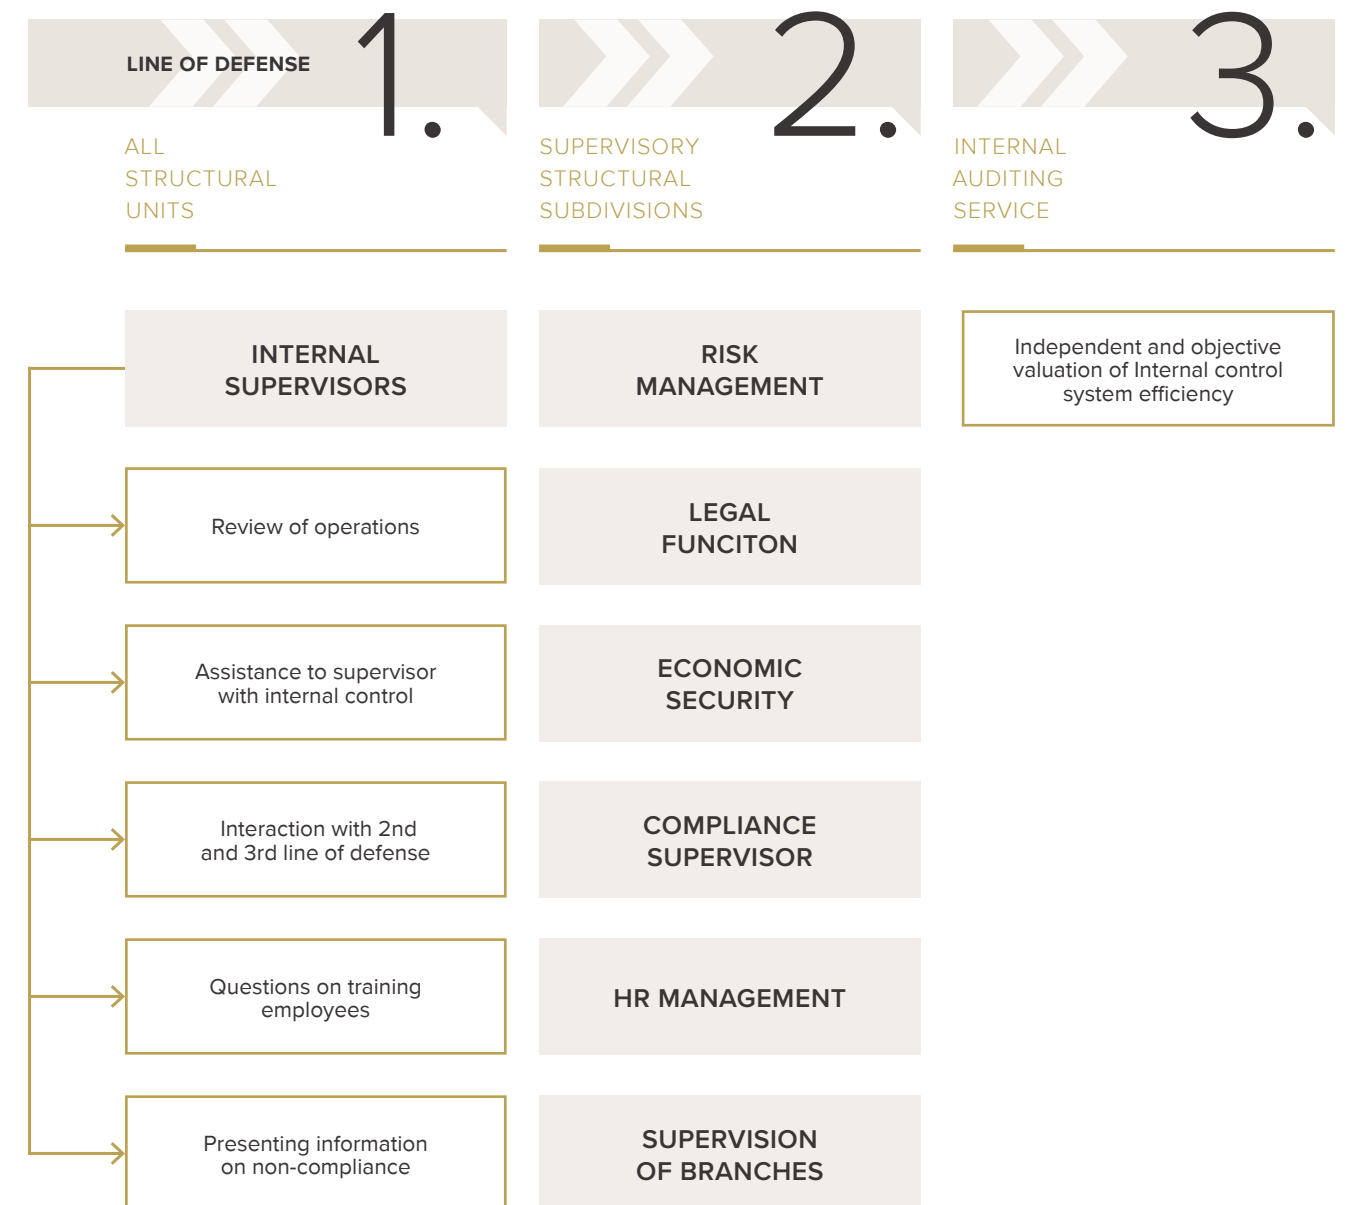 LINE OF DEFENSE
1.
ALL
STRUCTURAL
UNITS
INTERNAL
SUPERVISORS
Review of operations
Assistance to supervisor
with internal control
Interaction with 2nd
and 3rd line of defense
Questions on training
employees
Presenting information
on non-compliance
2.
SUPERVISORY
STRUCTURAL
SUBDIVISIONS
RISK
MANAGEMENT
LEGAL
FUNCITON
ECONOMIC
SECURITY
COMPLIANCE
SUPERVISOR
HR MANAGEMENT
SUPERVISION
OF BRANCHES
3.
INTERNAL
AUDITING
SERVICE
Independent and objective
valuation of Internal control
system efficiency